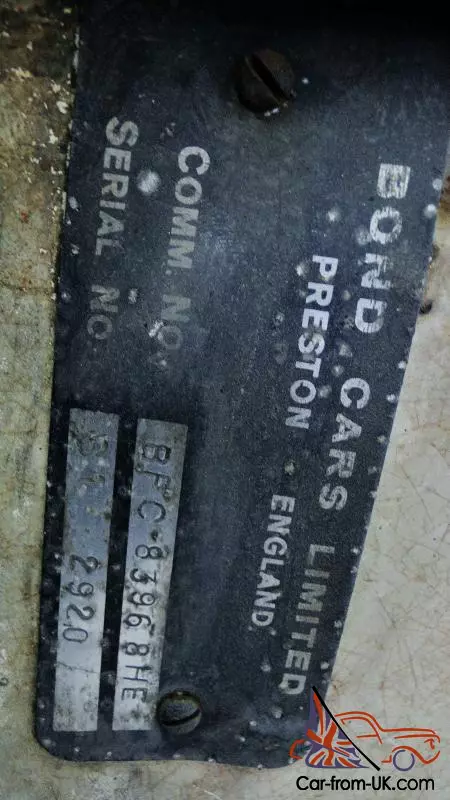 BOND CARS LIMITED
PRESTON ENGLAND.
COMM. NO. BFC-83968HE
SERIAL NO. 2920
Car-from-UK.com